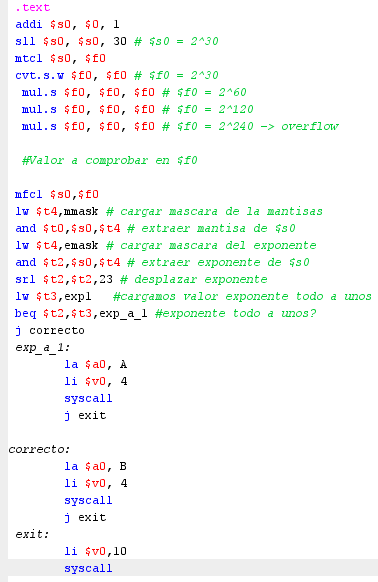 .text
addi $s0, $0, 1
sll $s0, $s0, 30 # $s0 = 2^30
mtc1 $s0, $f0
cvt.s.w $f0, $f0 # $f0 = 2^30
mul.s $f0, $f0, $f0 # $f0 = 2^60
mul.s $f0, $f0, $f0 # $f0 = 2^120
mul.s $f0, $f0, $f0 # $f0 = 2^240 -> overflow
#Valor a comprobar en $f0
mfc1 $s0,$f0
lw $t4,mmask # cargar mascara de la mantisas
and $t0,$s0,$t4 # extraer mantisa de $s0
lw $t4,emask # cargar mascara del exponente
and $t2,$s0,$t4 # extraer exponente de $s0
srl $t2,$t2,23 # desplazar exponente
lw $t3,exp1 #cargamos valor exponente todo a unos
beq $t2,$t3,exp_a_1 #exponente todo a unos?
j correcto
exp_a_1:
la $a0, A
li $v0, 4
syscall
j exit
correcto:
la $a0, B
li $v0, 4
syscall
j exit
exit:
li $v0,10
syscall